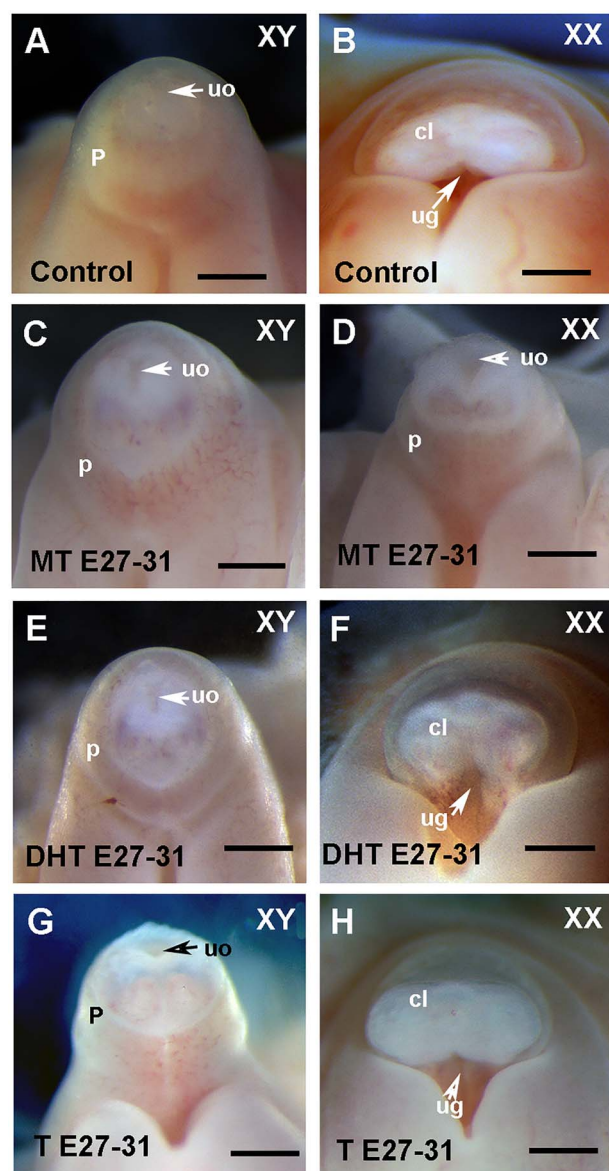 A XY
uo
P
Control
B XX
cl
ug
Control
C XY
uo
p
MT E27-31
D XX
uo
p
MT E27-31
E XY
uo
p
DHT E27-31
F XX
cl
ug
DHT E27-31
G XY
uo
P
T E27-31
H XX
cl
ug
T E27-31